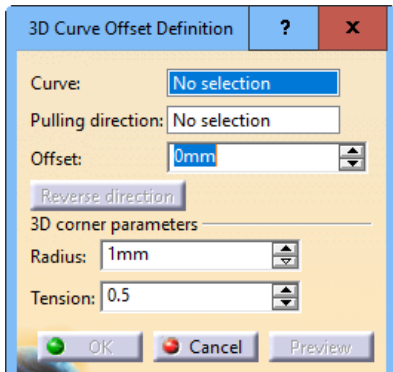 3D Curve Offset Definition ? x
Curve: No selection
Pulling direction: No selection
Offset: 0mm
Reverse direction
3D corner parameters
Radius: 1mm
Tension: 0.5
OK Cancel Preview